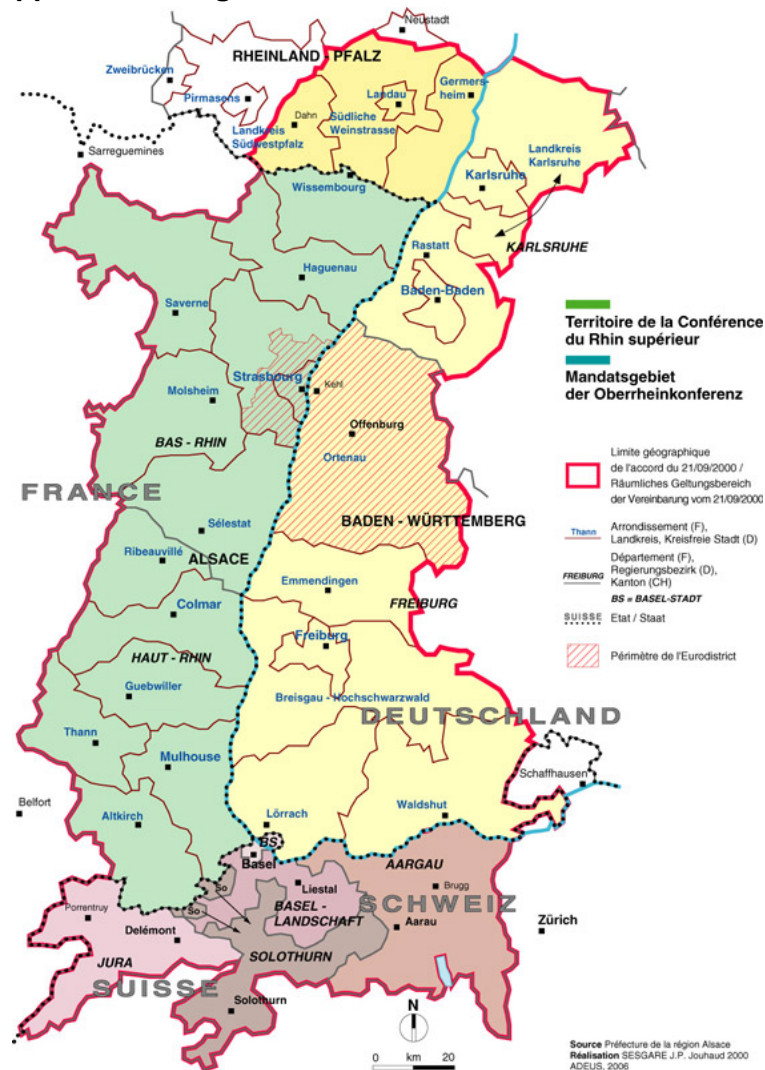 Neustadt
RHEINLAND - PFALZ
Zweibrücken
Pirmasens
Landau
Germers-
heim
Dahn
Südliche
Weinstrasse
Landkreis
Südwestpfalz
Landkreis
Karlsruhe
Sarreguemines
Karlsruhe
Wissembourg
KARLSRUHE
Rastatt
Haguenau
Baden-Baden
Saverne
Territoire de la Conférence
du Rhin supérieur
Mandatsgebiet
der Oberrheinkonferenz
Strasbourg
Kehl
Molsheim
Offenburg
BAS - RHIN
Ortenau
Limite géographique
de l'accord du 21/09/2000 /
Räumliches Geltungsbereich
der Vereinbarung vom 21/09/2000
FRANCE
Sélestat
BADEN - WÜRTTEMBERG
Thann
Arrondissement (F),
Landkreis, Kreisfreie Stadt (D)
Ribeauvillé
ALSACE
FREIBURG
Département (F),
Regierungsbezirk (D),
Kanton (CH)
BS = BASEL-STADT
Emmendingen
FREIBURG
Colmar
SUISSE
Etat / Staat
Freiburg
HAUT - RHIN
Périmètre de l'Eurodistrict
Guebwiller
Breisgau - Hochschwarzwald
DEUTSCHLAND
Thann
Mulhouse
Schaffhausen
Belfort
Altkirch
Lörrach
Waldshut
BS
Basel
AARGAU
So
Liestal
Brugg
BASEL -
LANDSCHAFT
SCHWEIZ
Porrentruy
So
Delémont
Aarau
Zürich
SOLOTHURN
JURA
SUISSE
Solothurn
N
0 km 20
Source Préfecture de la région Alsace
Réalisation SESGARE J.P. Jouhaud 2000
ADEUS, 2006